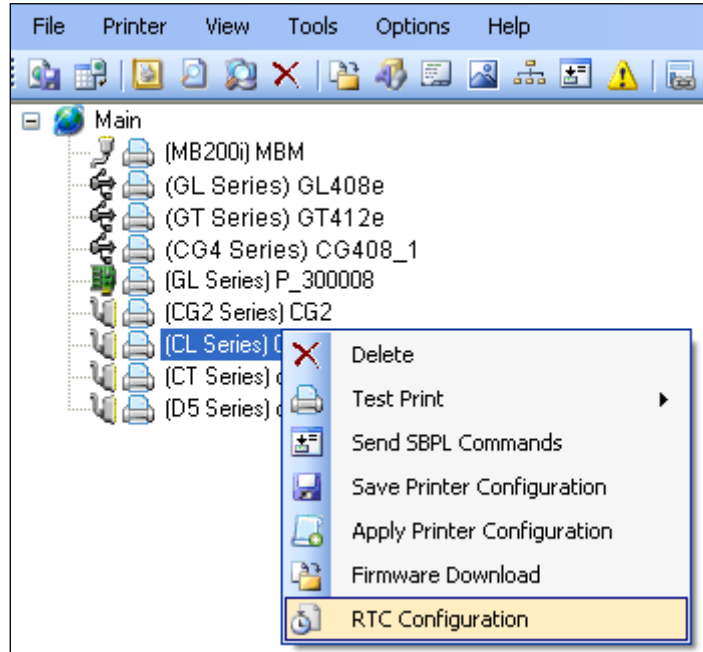 File Printer View Tools Options Help
Main
(MB200i) MBM
(GL Series) GL408e
(GT Series) GT412e
(CG4 Series) CG408_1
(GL Series) P_300008
(CG2 Series) CG2
(CL Series)
(CT Series)
(D5 Series)
Delete
Test Print
Send SBPL Commands
Save Printer Configuration
Apply Printer Configuration
Firmware Download
RTC Configuration